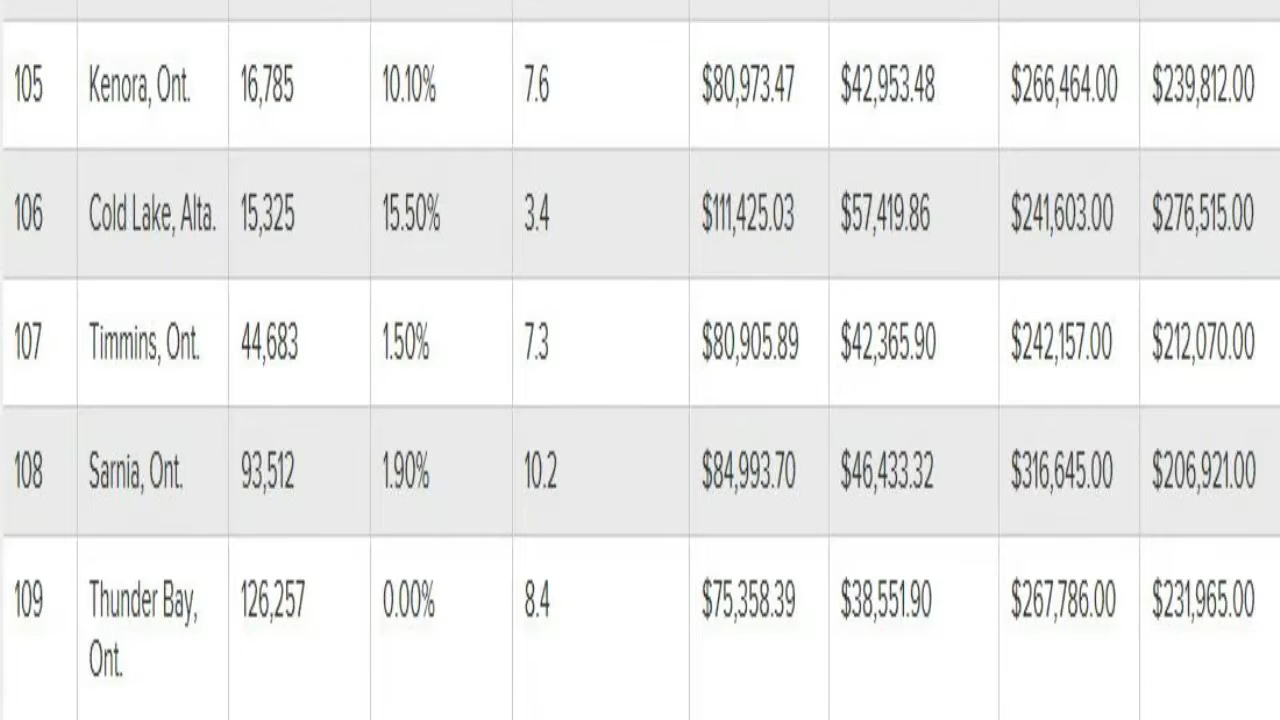 105 Kenora, Ont. 16,785 10.10% 7.6 $80,973.47 $42,953.48 $266,464.00 $239,812.00
106 Cold Lake, Alta. 15,325 15.50% 3.4 $111,425.03 $57,419.86 $241,603.00 $276,515.00
107 Timmins, Ont. 44,683 1.50% 7.3 $80,905.89 $42,365.90 $242,157.00 $212,070.00
108 Sarnia, Ont. 93,512 1.90% 10.2 $84,993.70 $46,433.32 $316,645.00 $206,921.00
109 Thunder Bay, 126,257 0.00% 8.4 $75,358.39 $38,551.90 $267,786.00 $231,965.00
Ont.